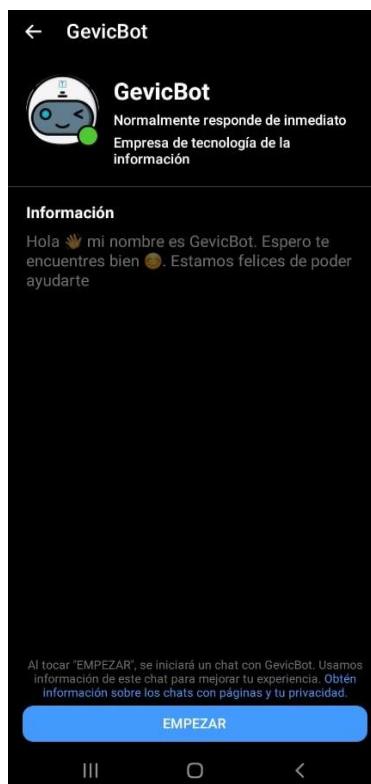 GevicBot
GevicBot
Normalmente responde de inmediato
Empresa de tecnología de la
información
Información
Hola 👋 mi nombre es GevicBot. Espero te
encuentres bien 😊. Estamos felices de poder
ayudarte
Al tocar "EMPEZAR", se iniciará un chat con GevicBot. Usamos
información de este chat para mejorar tu experiencia. Obtén
información sobre los chats con páginas y tu privacidad.
EMPEZAR